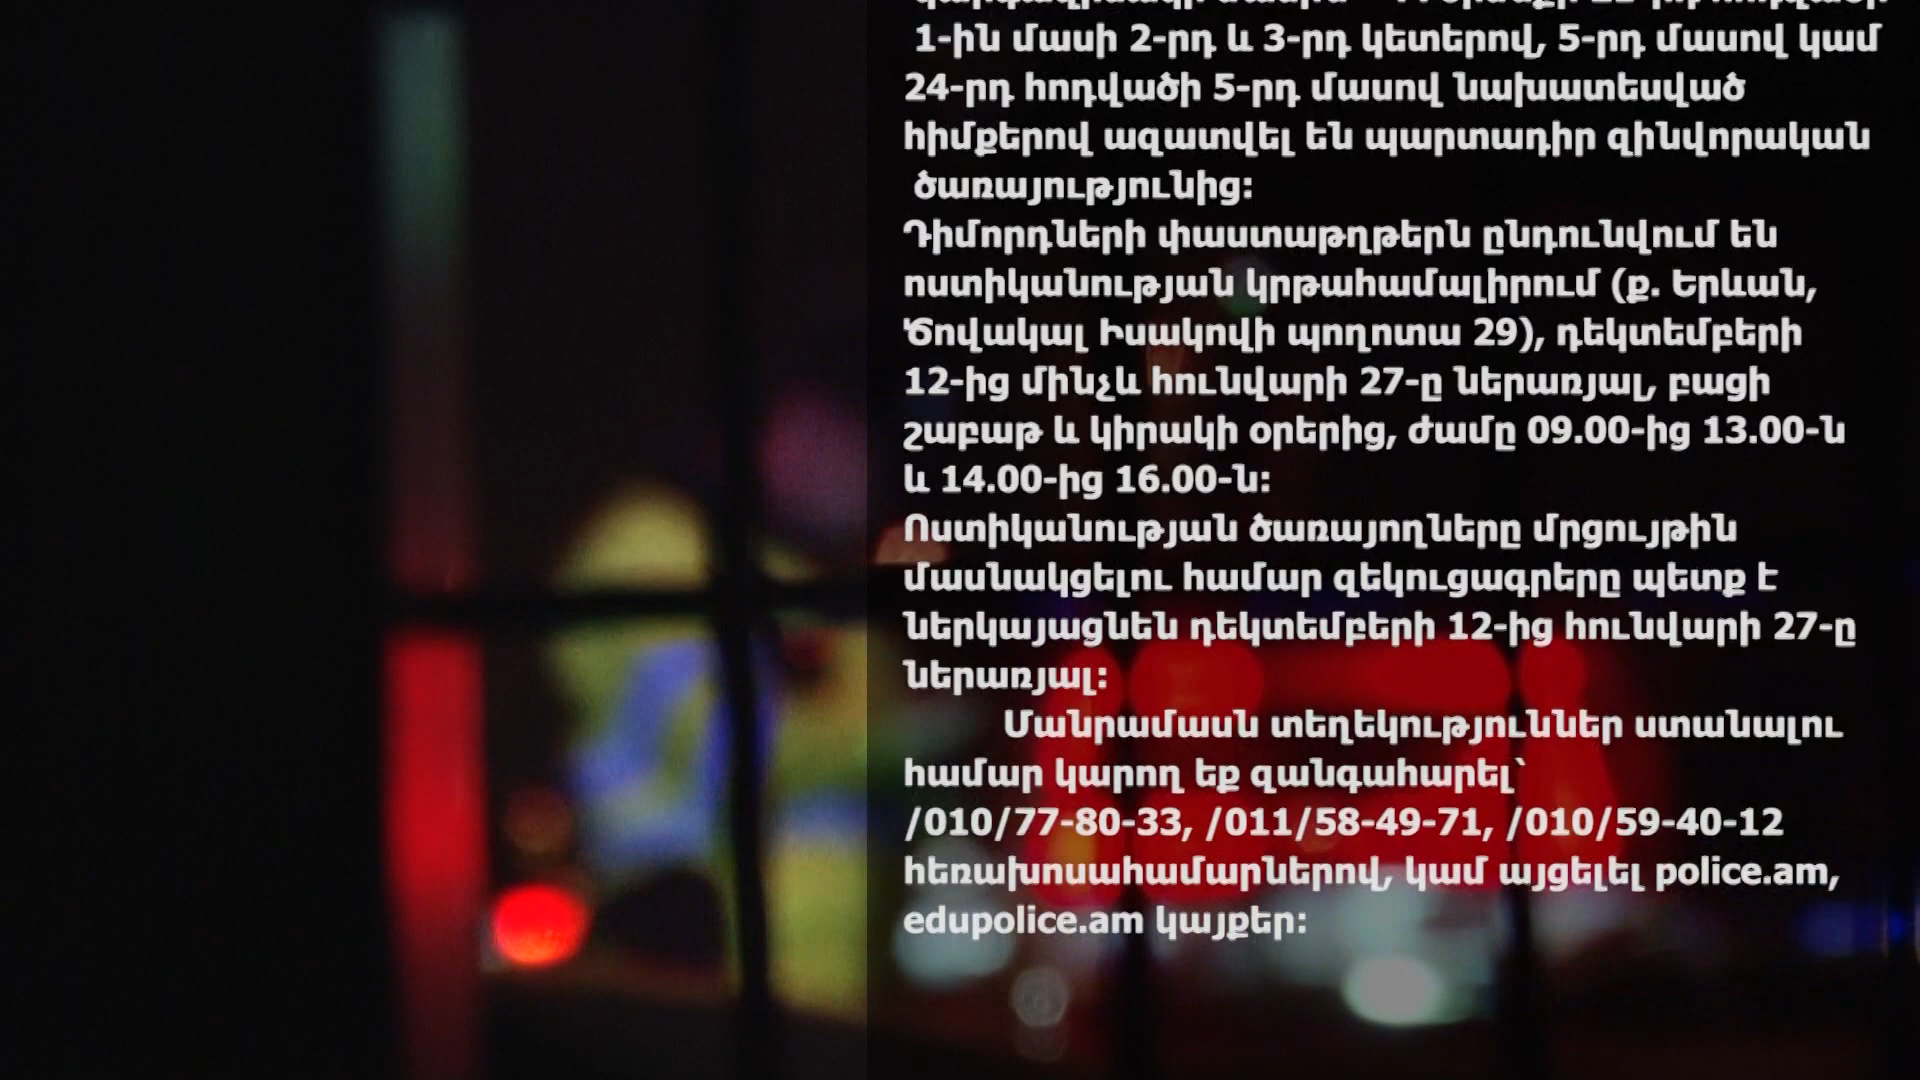 1-ին մասի 2-րդ և 3-րդ կետերով, 5-րդ մասով կամ
24-րդ հոդվածի 5-րդ մասով նախատեսված
հիմքերով ազատվել են պարտադիր զինվորական
ծառայությունից:
Դիմորդների փաստաթղթերն ընդունվում են
ոստիկանության կրթահամալիրում (ք. Երևան,
Ծովակալ Իսակովի պողոտա 29), դեկտեմբերի
12-ից մինչև հունվարի 27-ը ներառյալ, բացի
շաբաթ և կիրակի օրերից, ժամը 09.00-ից 13.00-ն
և 14.00-ից 16.00-ն:
Ոստիկանության ծառայողները մրցույթին
մասնակցելու համար զեկուցագրերը պետք է
ներկայացնեն դեկտեմբերի 12-ից հունվարի 27-ը
ներառյալ:
Մանրամասն տեղեկություններ ստանալու
համար կարող եք զանգահարել՝
/010/77-80-33, /011/58-49-71, /010/59-40-12
հեռախոսահամարներով, կամ այցելել police.am,
edupolice.am կայքեր: